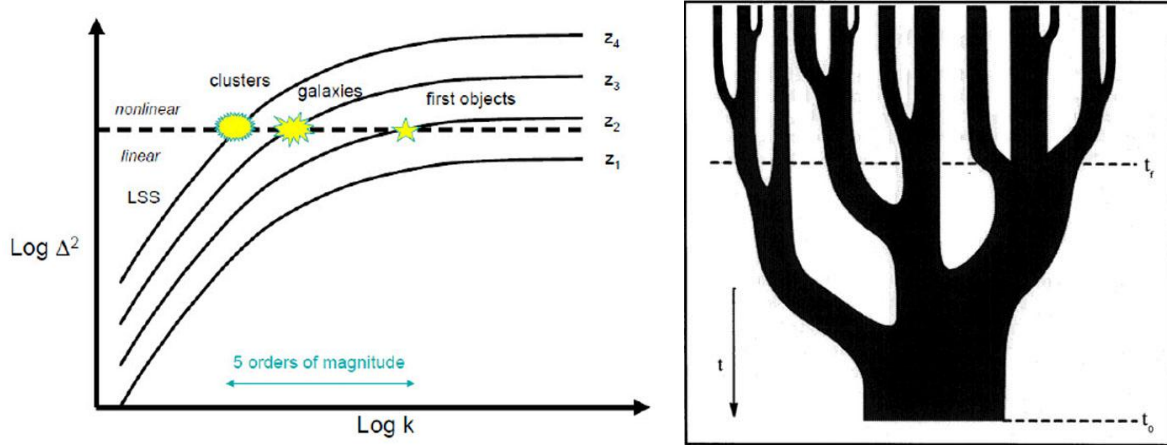 clusters
z₄
galaxies
z₃
nonlinear
first objects
z₂
linear
z₁
LSS
Log Δ²
5 orders of magnitude
Log k
t_f
t
t₀